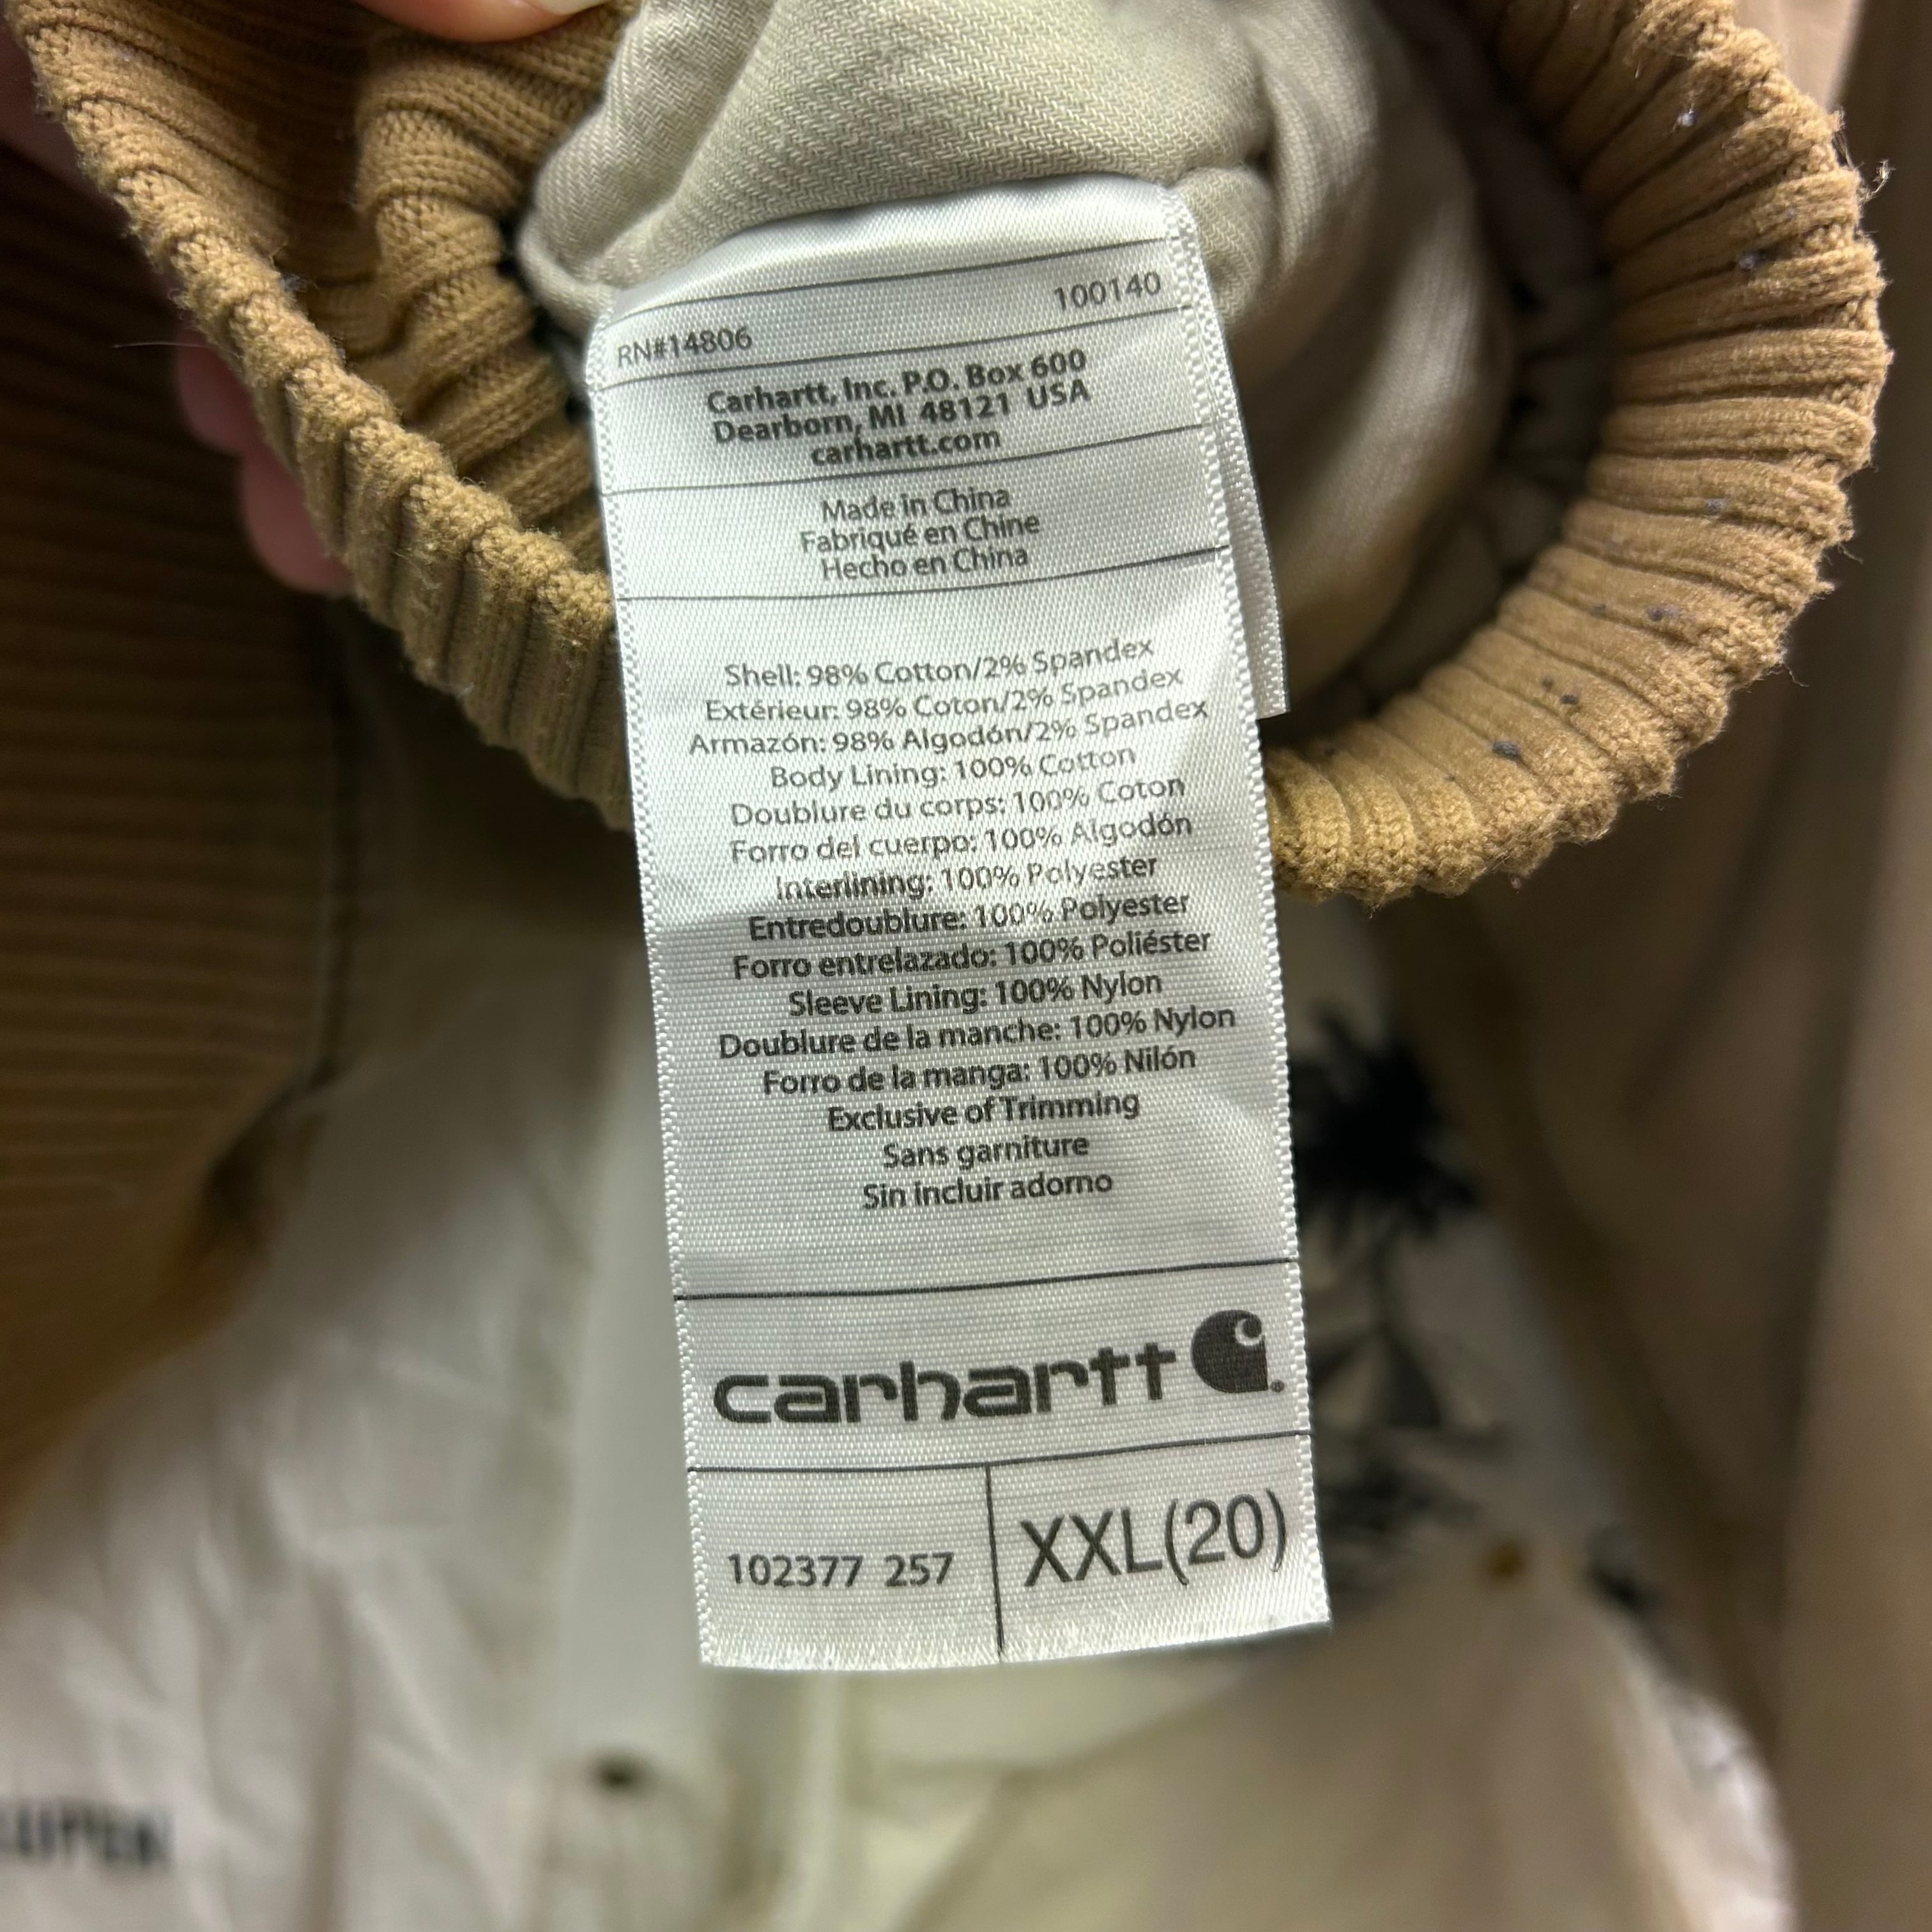 RN#14806 100140
Carhartt, Inc. P.O. Box 600
Dearborn, MI 48121 USA
carhartt.com
Made in China
Fabriqué en Chine
Hecho en China
Shell: 98% Cotton/2% Spandex
Extérieur: 98% Coton/2% Spandex
Armazón: 98% Algodón/2% Spandex
Body Lining: 100% Cotton
Doublure du corps: 100% Coton
Forro del cuerpo: 100% Algodón
Interlining: 100% Polyester
Entredoublure: 100% Polyester
Forro entrelazado: 100% Poliéster
Sleeve Lining: 100% Nylon
Doublure de la manche: 100% Nylon
Forro de la manga: 100% Nilón
Exclusive of Trimming
Sans garniture
Sin incluir adorno
carhartt
102377 257 XXL(20)